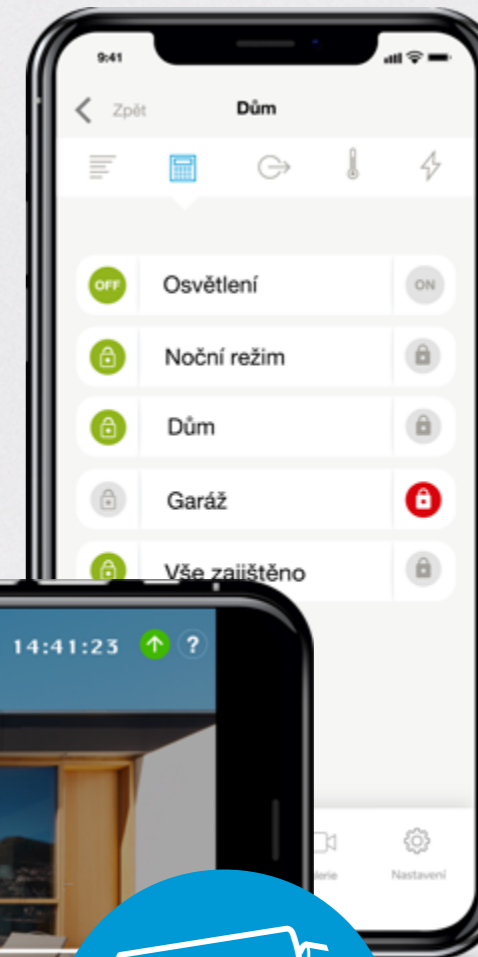 9:41
Zpět Dům
OFF Osvětlení ON
Noční režim
Dům
Garáž
Vše zajištěno
14:41:23 ?
Nastavení